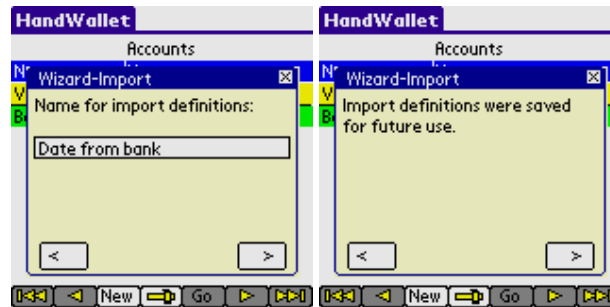 HandWallet
Accounts
Wizard-Import
Name for import definitions:
Date from bank
<
>
New
Go
HandWallet
Accounts
Wizard-Import
Import definitions were saved
for future use.
<
>
New
Go